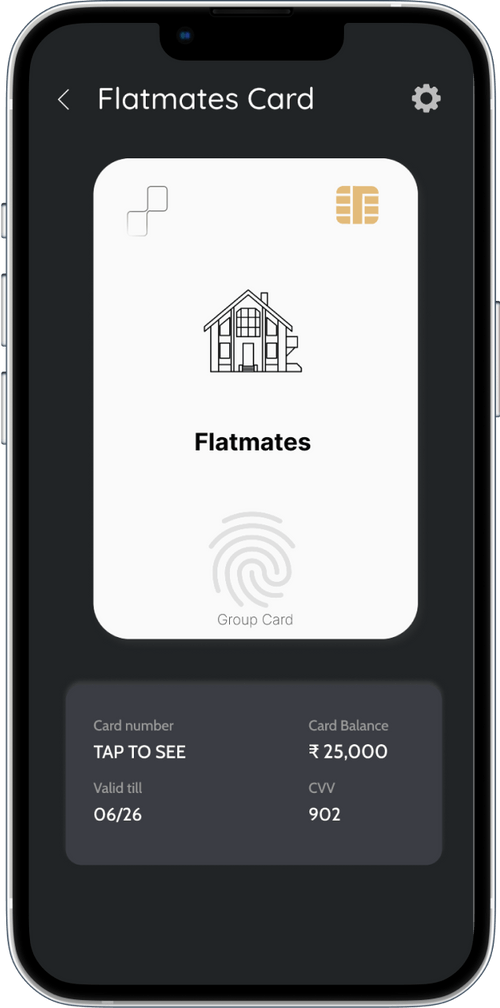 Flatmates Card
Flatmates
Group Card
Card number
Card Balance
TAP TO SEE
₹ 25,000
Valid till
CVV
06/26
902